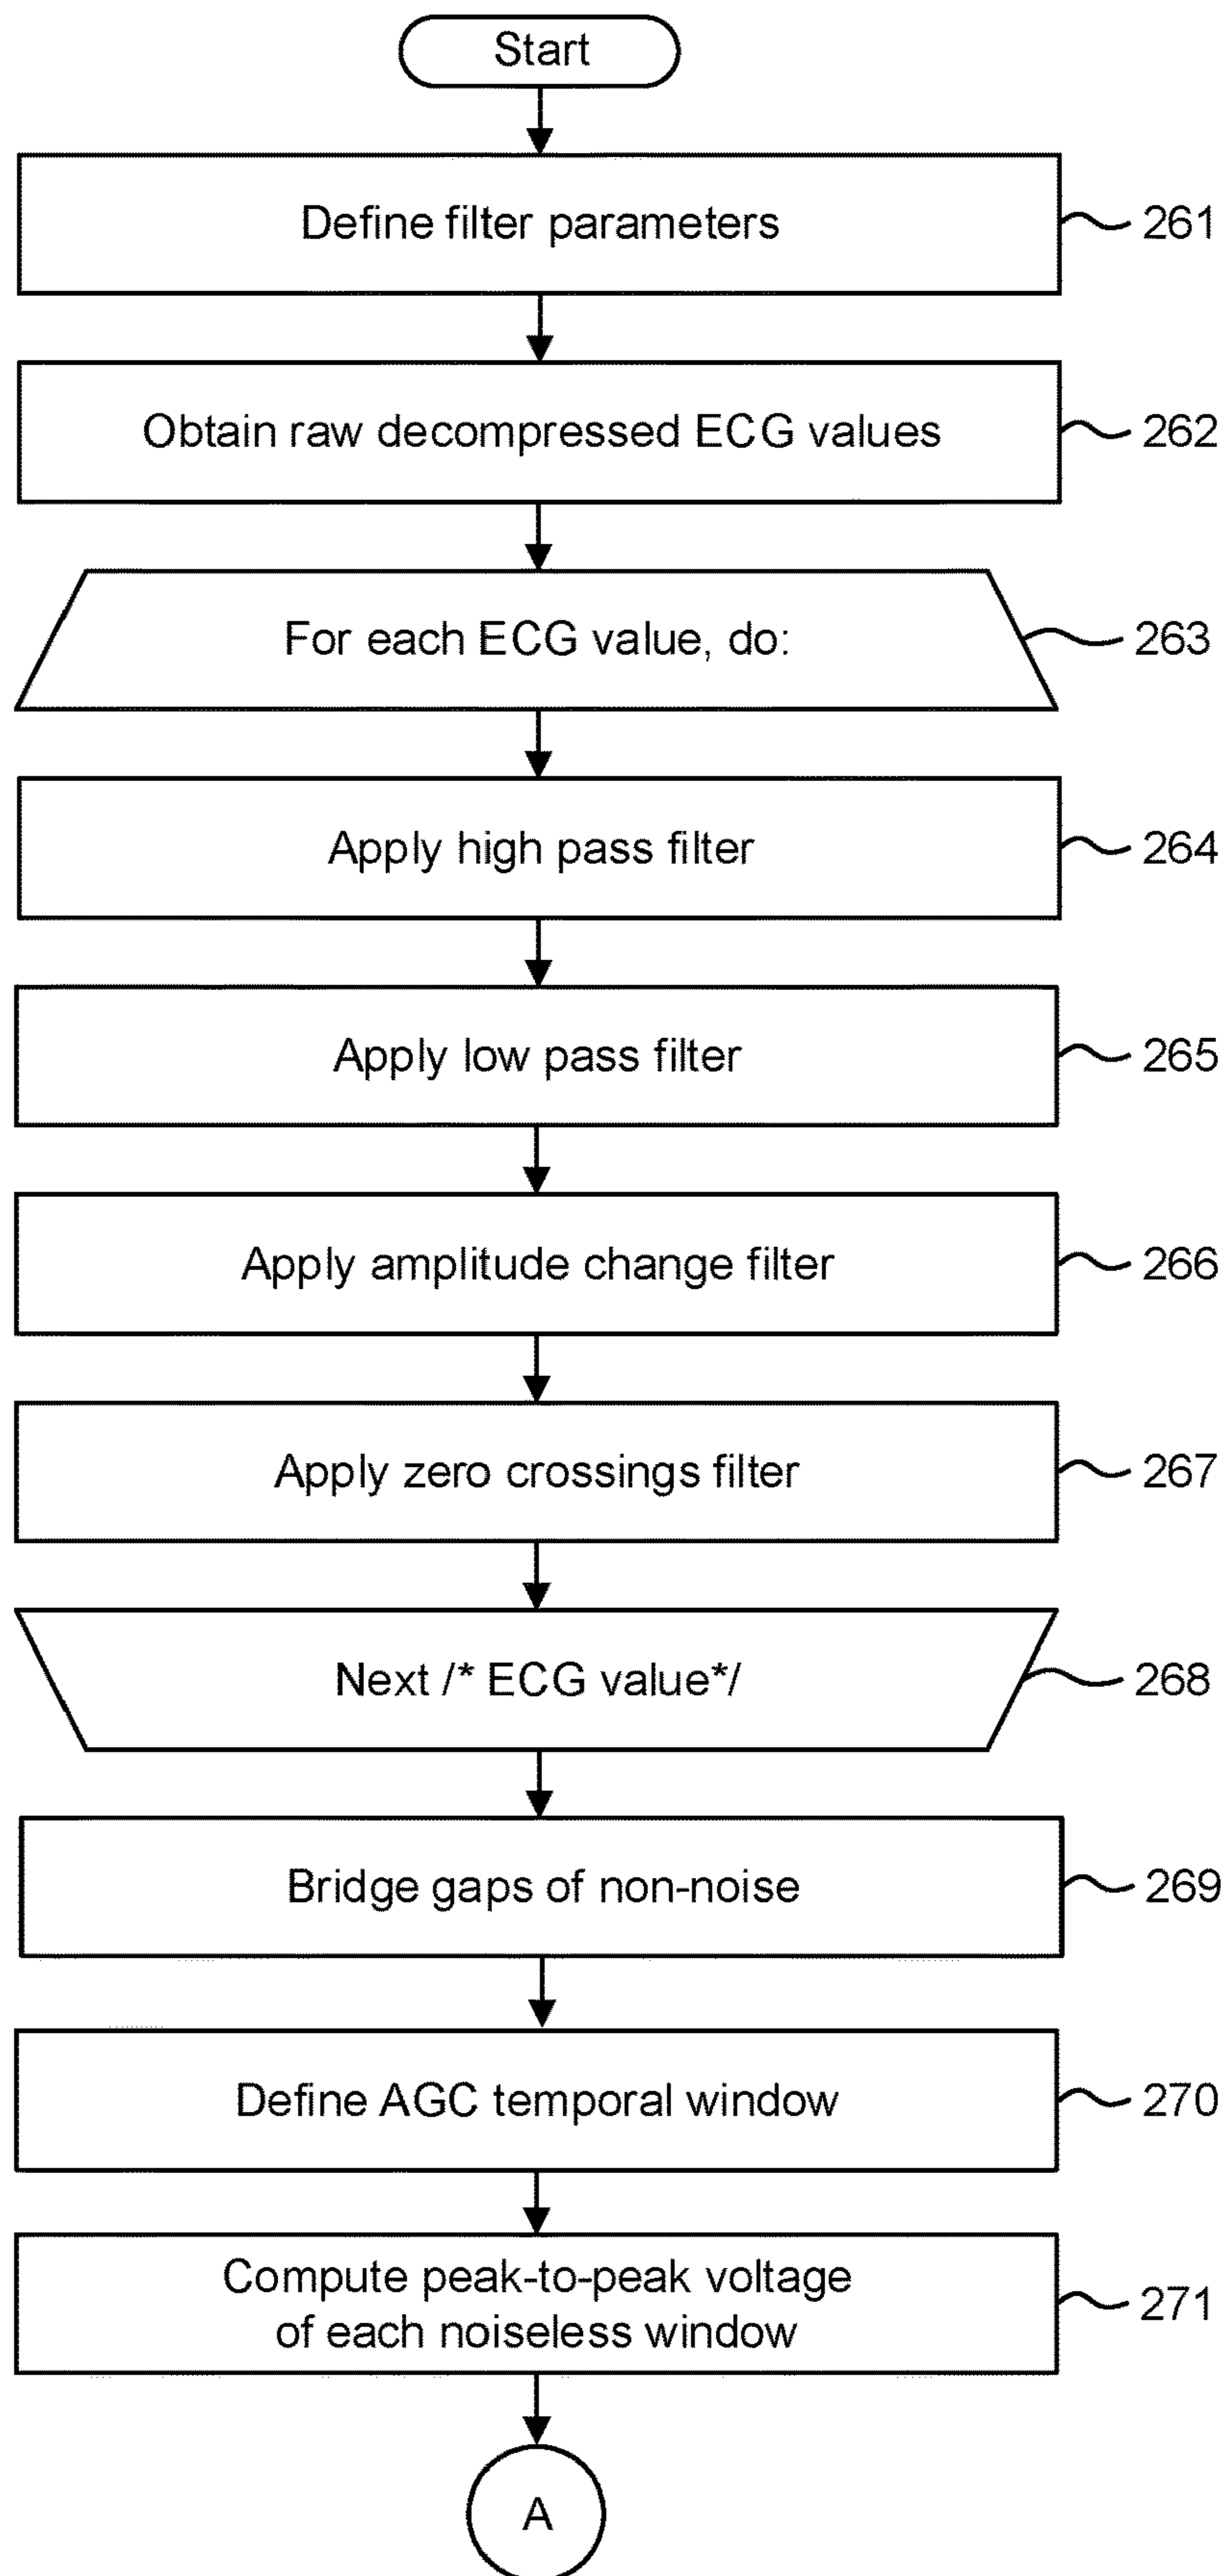 Start
Define filter parameters
261
Obtain raw decompressed ECG values
262
For each ECG value, do:
263
Apply high pass filter
264
Apply low pass filter
265
Apply amplitude change filter
266
Apply zero crossings filter
267
Next /* ECG value*/
268
Bridge gaps of non-noise
269
Define AGC temporal window
270
Compute peak-to-peak voltage
of each noiseless window
271
A